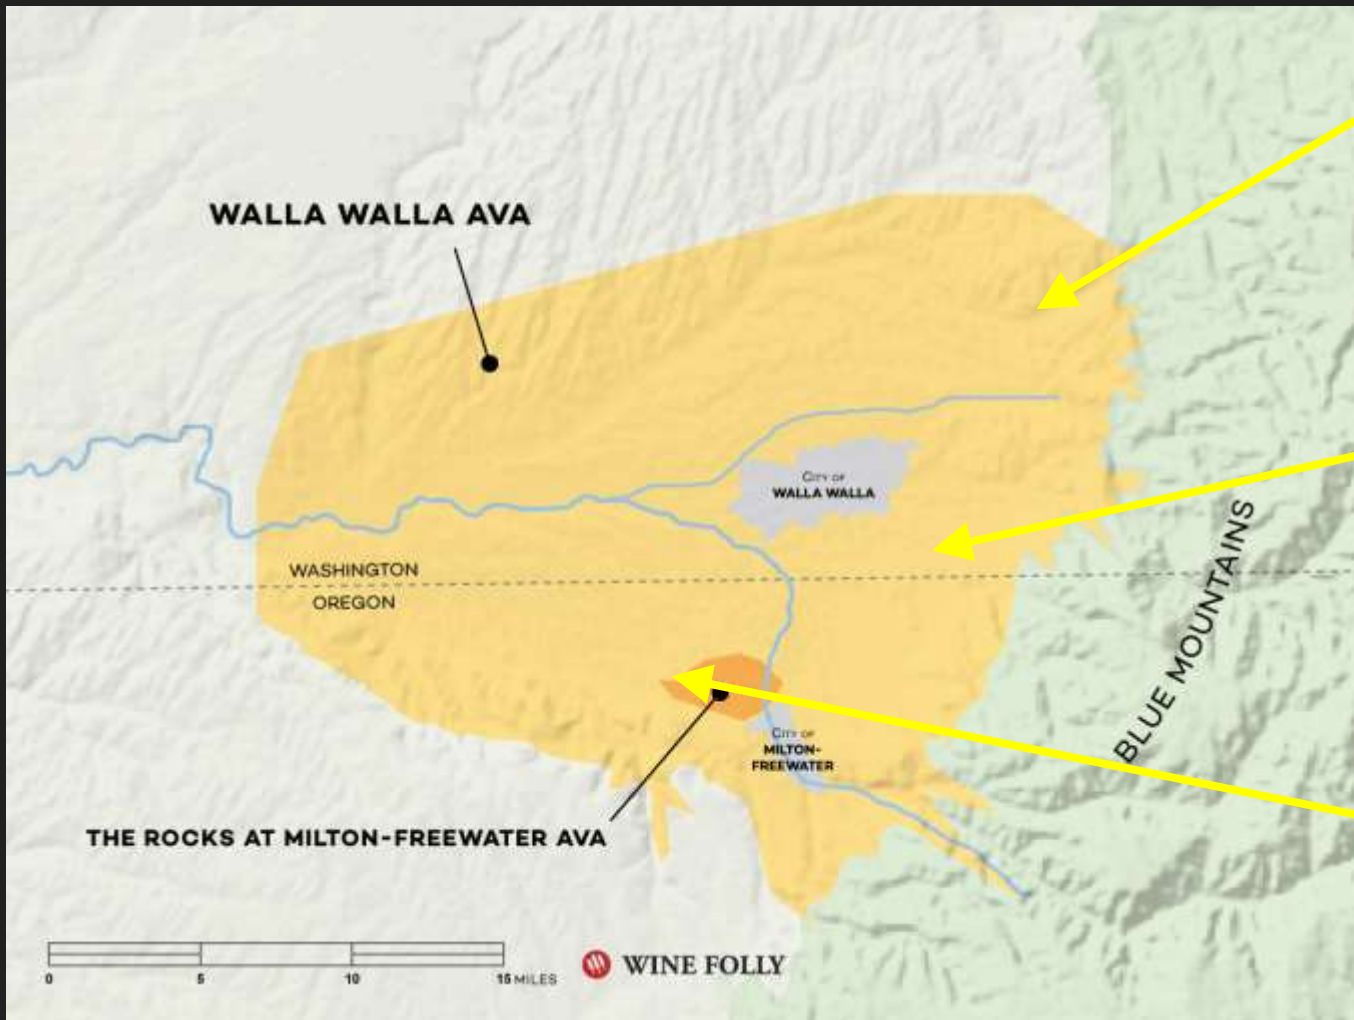 WALLA WALLA AVA
CITY OF
WALLA WALLA
WASHINGTON
OREGON
BLUE MOUNTAINS
CITY OF
MILTON-
FREEWATER
THE ROCKS AT MILTON-FREEWATER AVA
0 5 10 15 MILES
WINE FOLLY